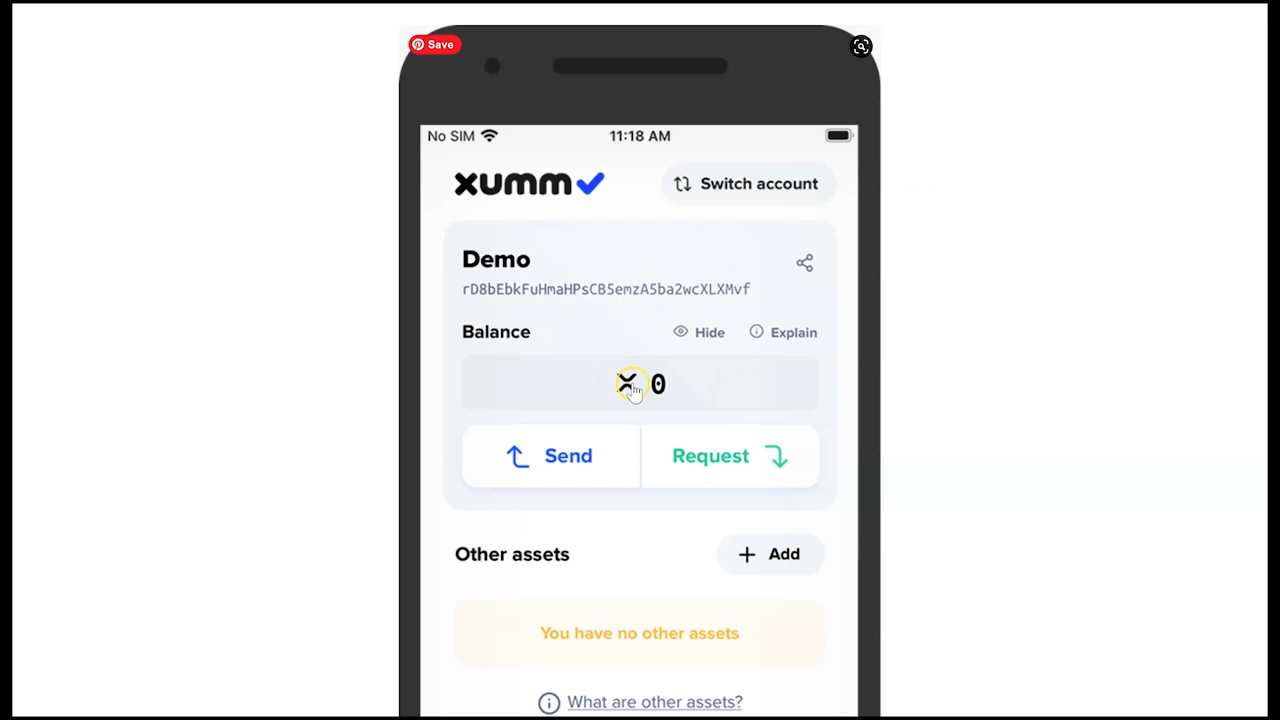 Save
No SIM 11:18 AM
xumm Switch account
Demo
rD8bEbkFuHmaHPsCB5emzA5ba2wcXLXMvf
Balance Hide Explain
0
Send Request
Other assets + Add
You have no other assets
What are other assets?